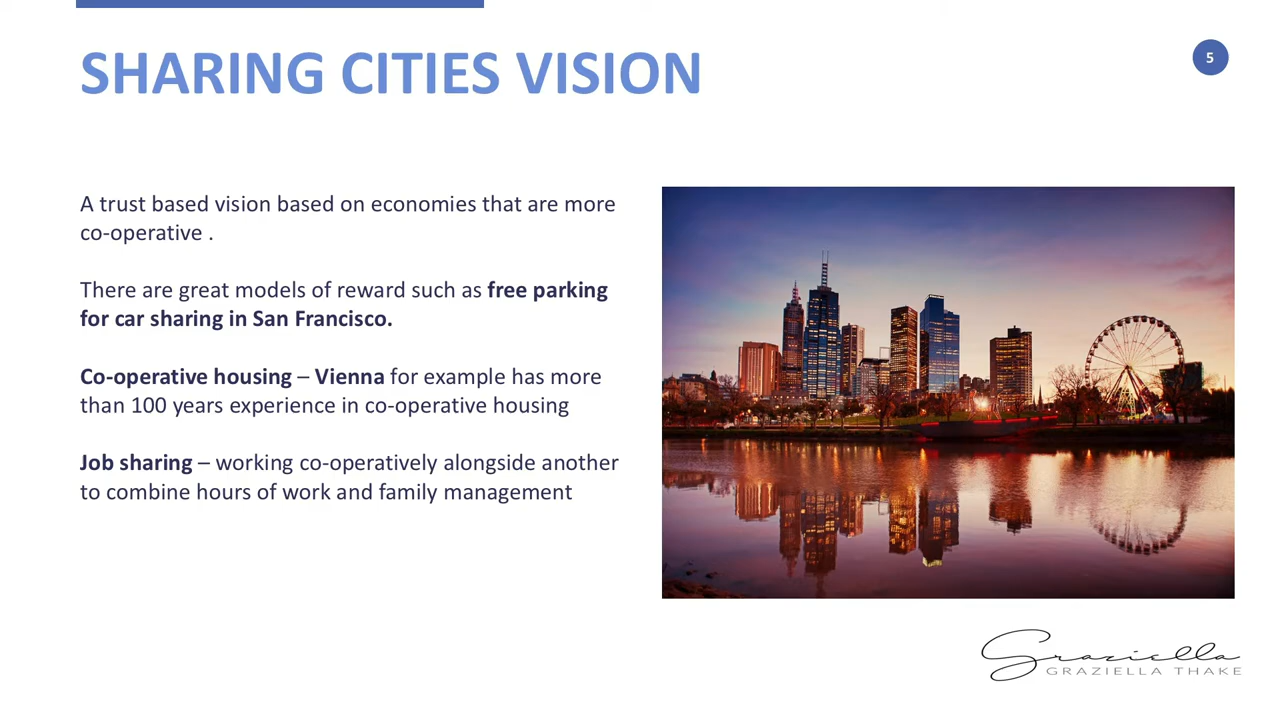 SHARING CITIES VISION
5
A trust based vision based on economies that are more
co-operative .
There are great models of reward such as free parking
for car sharing in San Francisco.
Co-operative housing – Vienna for example has more
than 100 years experience in co-operative housing
Job sharing – working co-operatively alongside another
to combine hours of work and family management
Graziella
GRAZIELLA THAKE